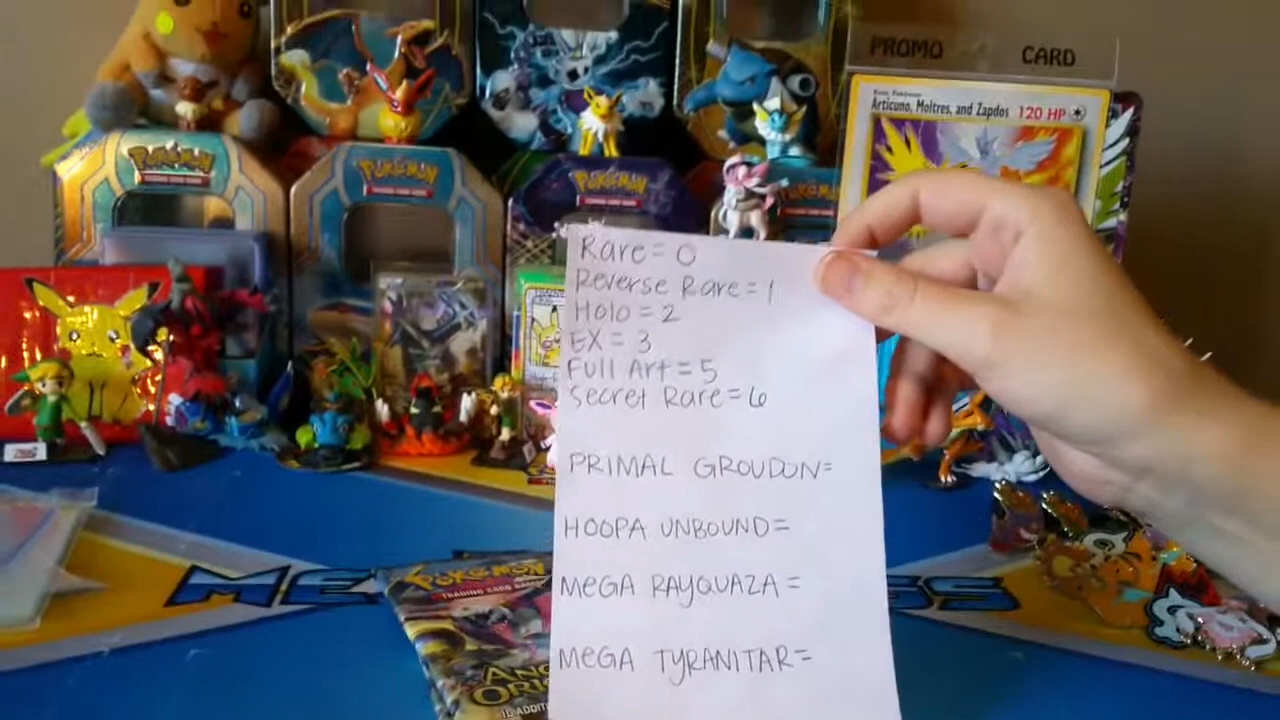 PROMO CARD
Basic Pokémon
Articuno, Moltres, and Zapdos 120 HP
POKéMON
POKéMON
POKéMON
Rare = 0
Reverse Rare = 1
Holo = 2
EX = 3
Full Art = 5
Secret Rare = 6
PRIMAL GROUDON=
HOOPA UNBOUND=
MEGA RAYQUAZA=
MEGA TYRANITAR=
POKéMON
TRADING CARD GAME